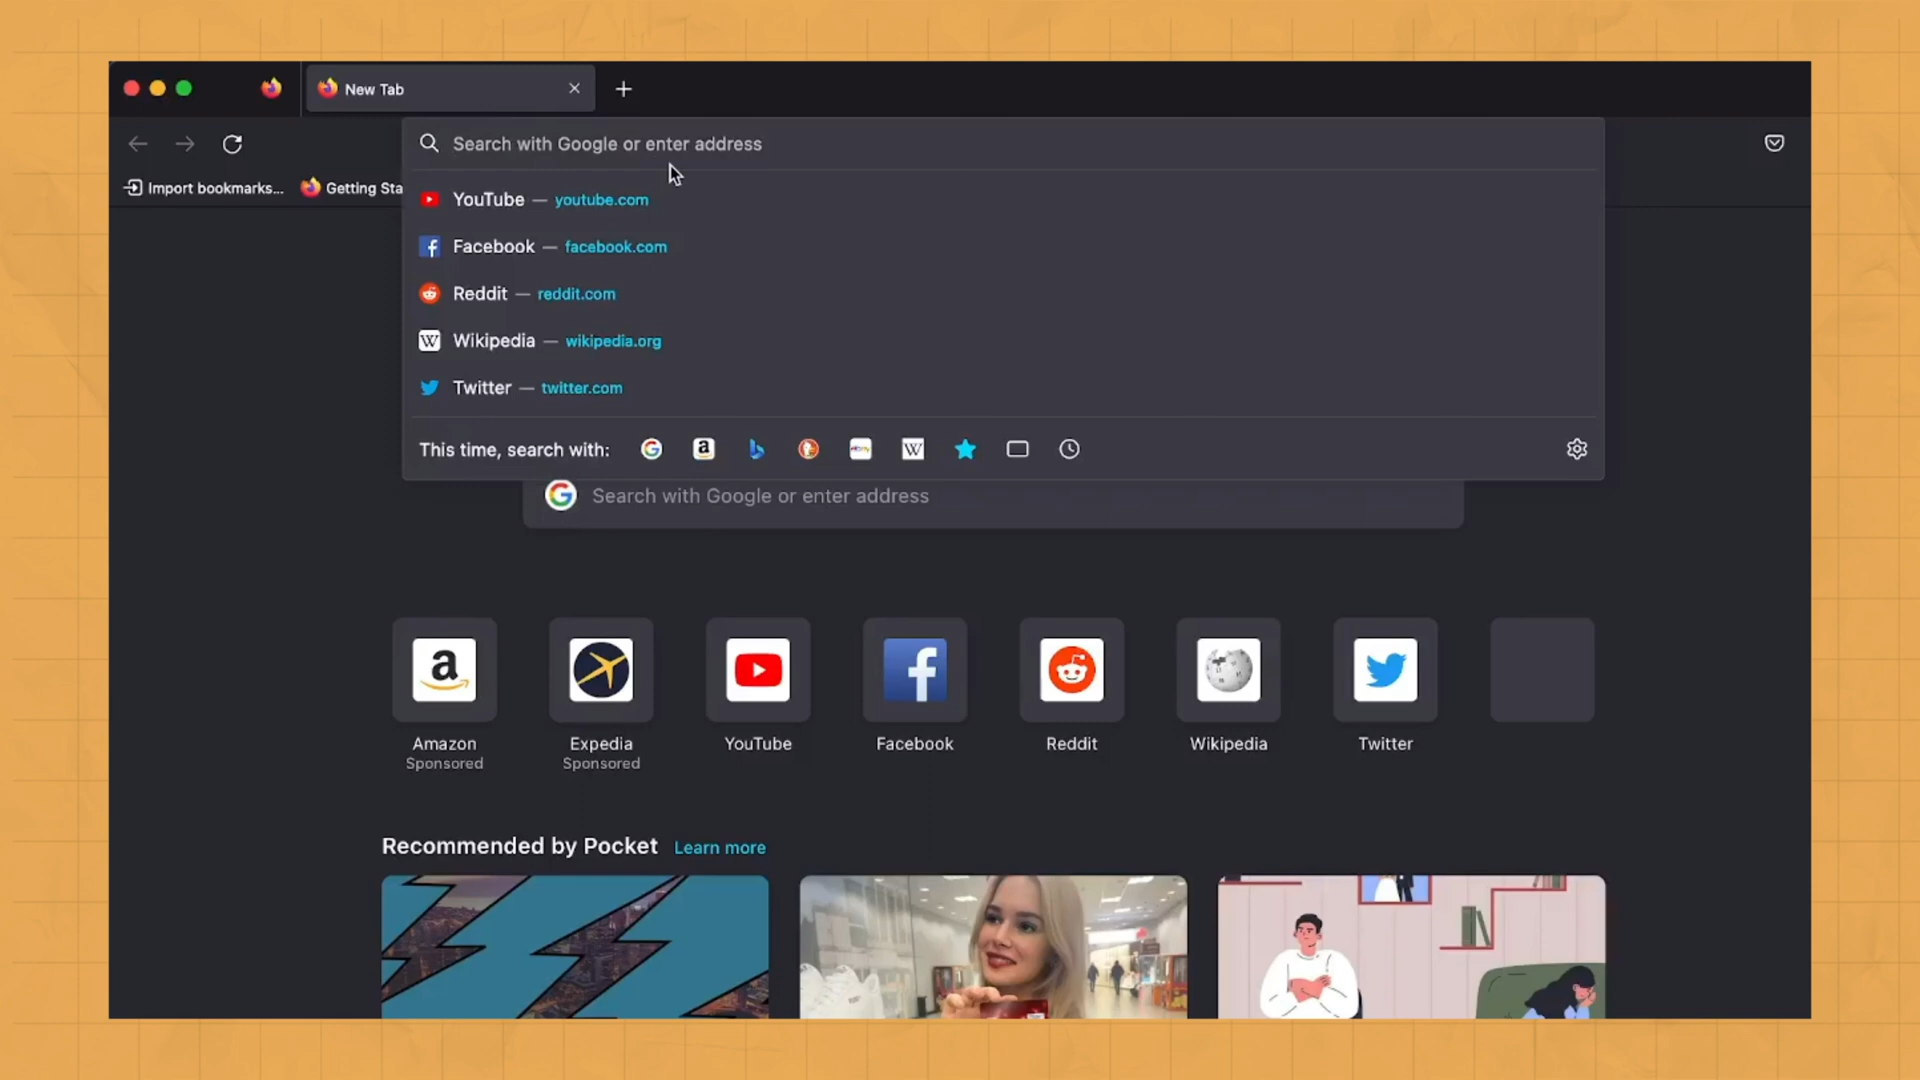 New Tab
Search with Google or enter address
Import bookmarks... Getting Sta
YouTube — youtube.com
Facebook — facebook.com
Reddit — reddit.com
Wikipedia — wikipedia.org
Twitter — twitter.com
This time, search with:
Search with Google or enter address
Amazon
Sponsored
Expedia
Sponsored
YouTube
Facebook
Reddit
Wikipedia
Twitter
Recommended by Pocket Learn more